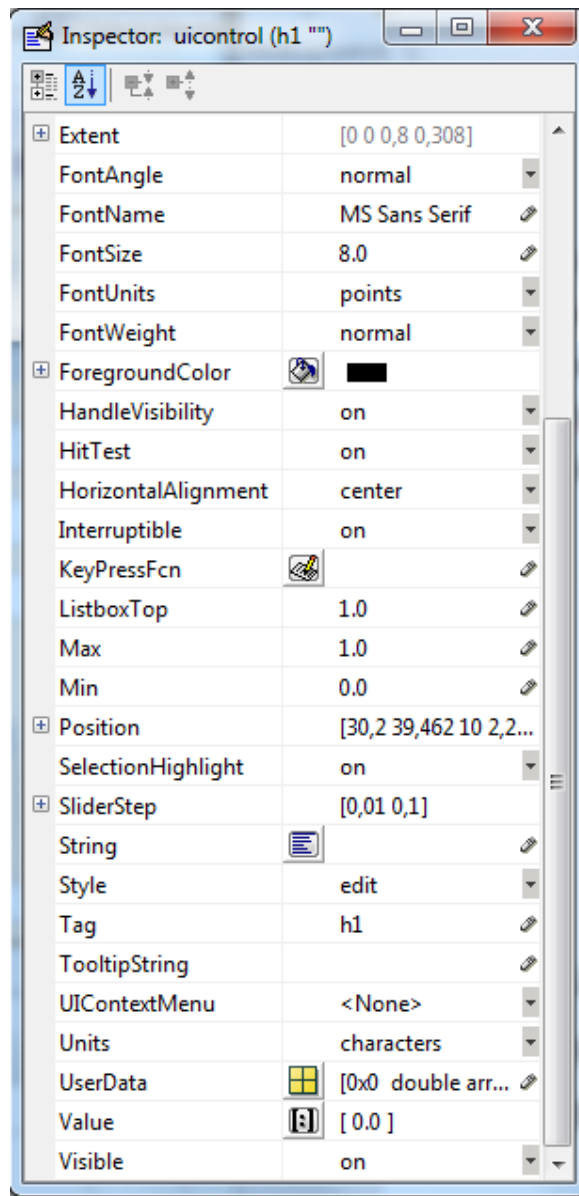 Inspector: uicontrol (h1 "")
Extent [0 0 0,8 0,308]
FontAngle normal
FontName MS Sans Serif
FontSize 8.0
FontUnits points
FontWeight normal
ForegroundColor
HandleVisibility on
HitTest on
HorizontalAlignment center
Interruptible on
KeyPressFcn
ListboxTop 1.0
Max 1.0
Min 0.0
Position [30,2 39,462 10 2,2...
SelectionHighlight on
SliderStep [0,01 0,1]
String
Style edit
Tag h1
TooltipString
UIContextMenu <None>
Units characters
UserData [0x0 double arr...
Value [ 0.0 ]
Visible on